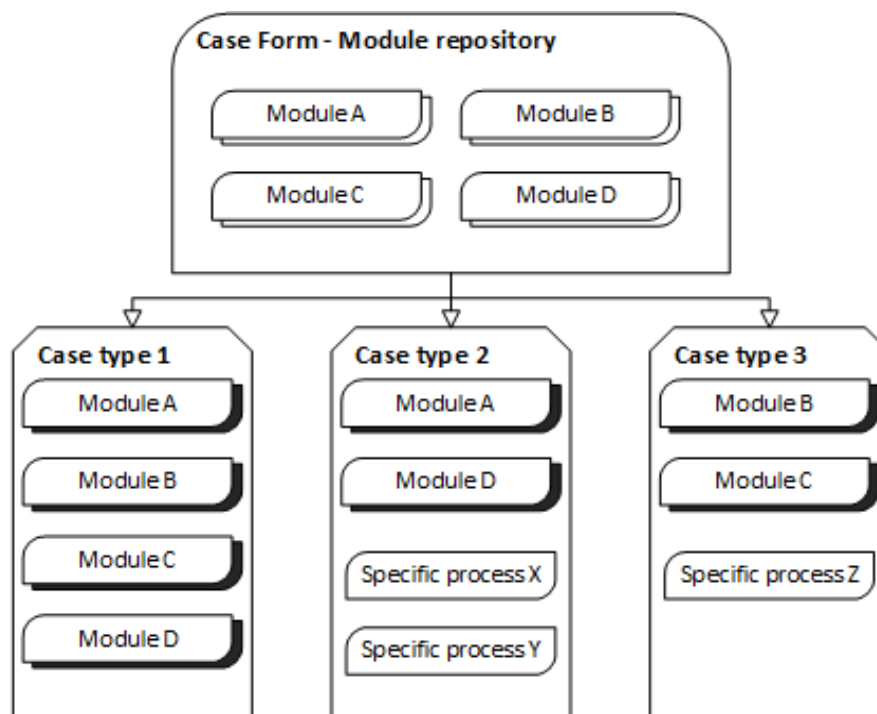 Case Form - Module repository
Module A
Module B
Module C
Module D
Case type 1
Module A
Module B
Module C
Module D
Case type 2
Module A
Module D
Specific process X
Specific process Y
Case type 3
Module B
Module C
Specific process Z